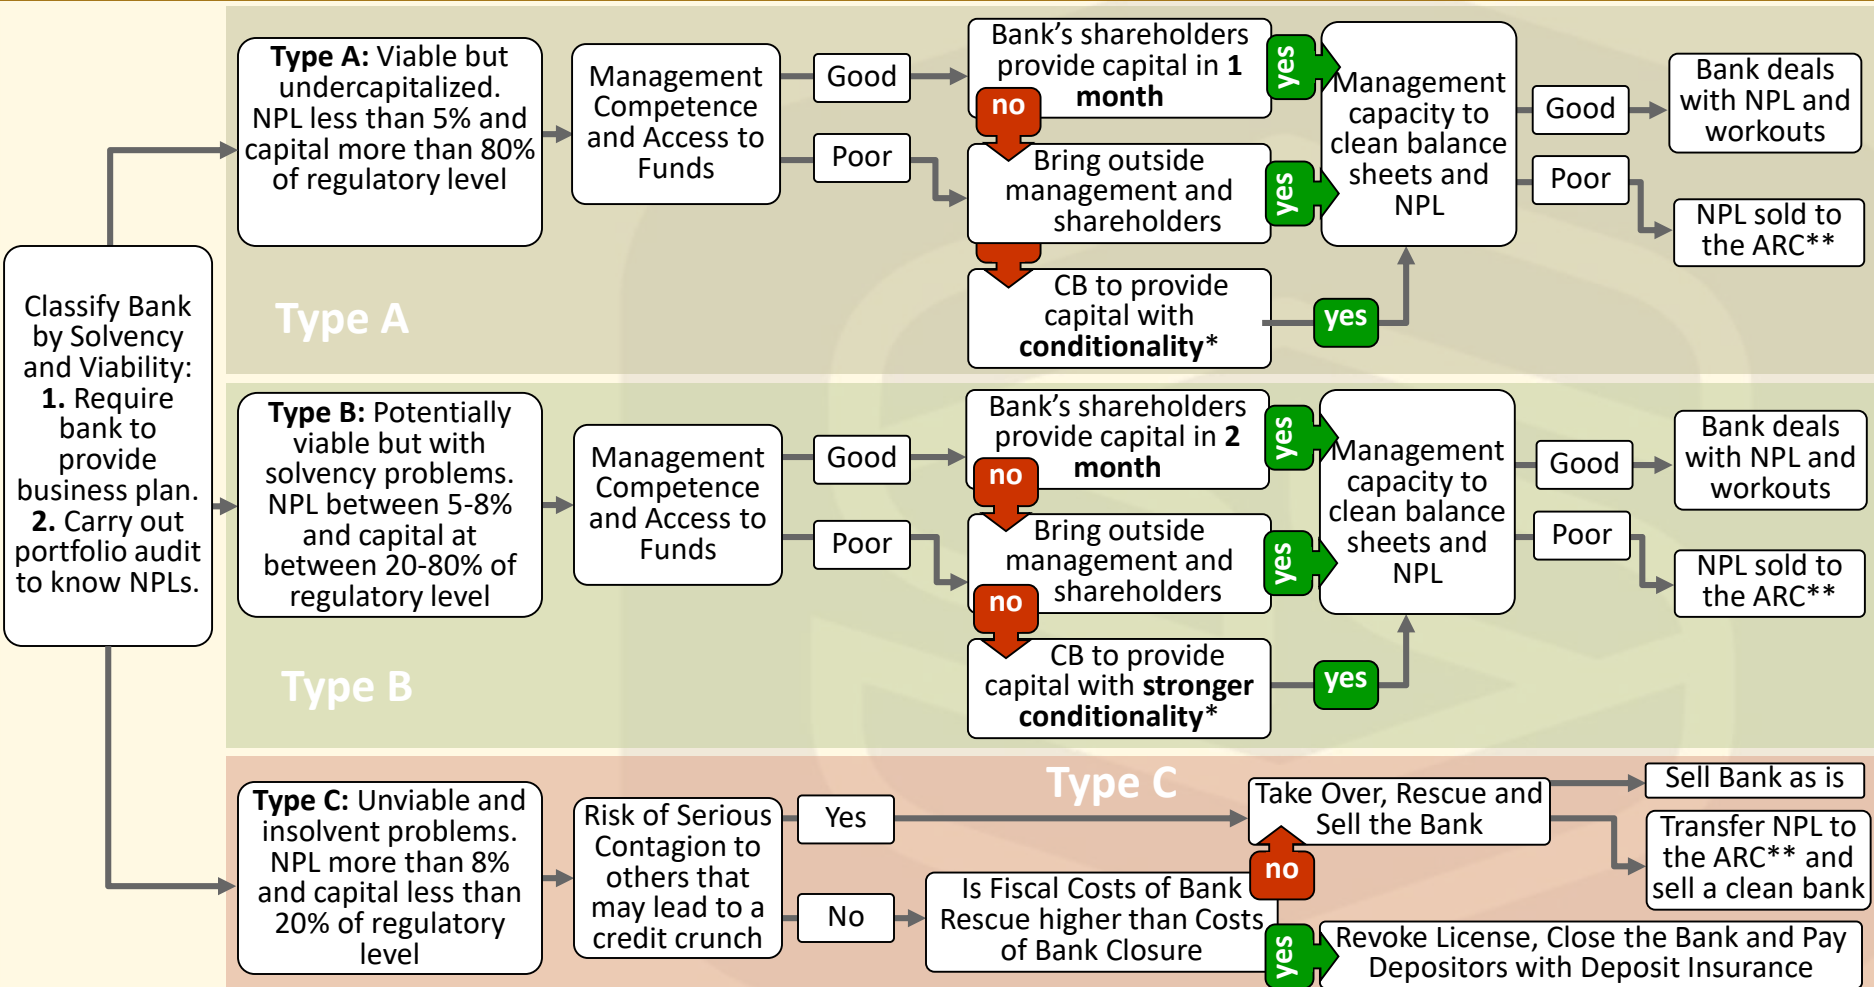 Classify Bank
by Solvency
and Viability:
1. Require
bank to
provide
business plan.
2. Carry out
portfolio audit
to know NPLs.
Type A: Viable but
undercapitalized.
NPL less than 5% and
capital more than 80%
of regulatory level
Management
Competence
and Access to
Funds
Good
Poor
Bank's shareholders
provide capital in 1
month
yes
no
Bring outside
management and
shareholders
yes
CB to provide
capital with
conditionality*
yes
Management
capacity to
clean balance
sheets and
NPL
Good
Poor
Bank deals
with NPL and
workouts
NPL sold to
the ARC**
Type A
Type B: Potentially
viable but with
solvency problems.
NPL between 5-8%
and capital at
between 20-80% of
regulatory level
Management
Competence
and Access to
Funds
Good
Poor
Bank's shareholders
provide capital in 2
month
yes
no
Bring outside
management and
shareholders
yes
no
CB to provide
capital with stronger
conditionality*
yes
Management
capacity to
clean balance
sheets and
NPL
Good
Poor
Bank deals
with NPL and
workouts
NPL sold to
the ARC**
Type B
Type C
Type C: Unviable and
insolvent problems.
NPL more than 8%
and capital less than
20% of regulatory
level
Risk of Serious
Contagion to
others that
may lead to a
credit crunch
Yes
No
Is Fiscal Costs of Bank
Rescue higher than Costs
of Bank Closure
no
yes
Take Over, Rescue and
Sell the Bank
Sell Bank as is
Transfer NPL to
the ARC** and
sell a clean bank
Revoke License, Close the Bank and Pay
Depositors with Deposit Insurance